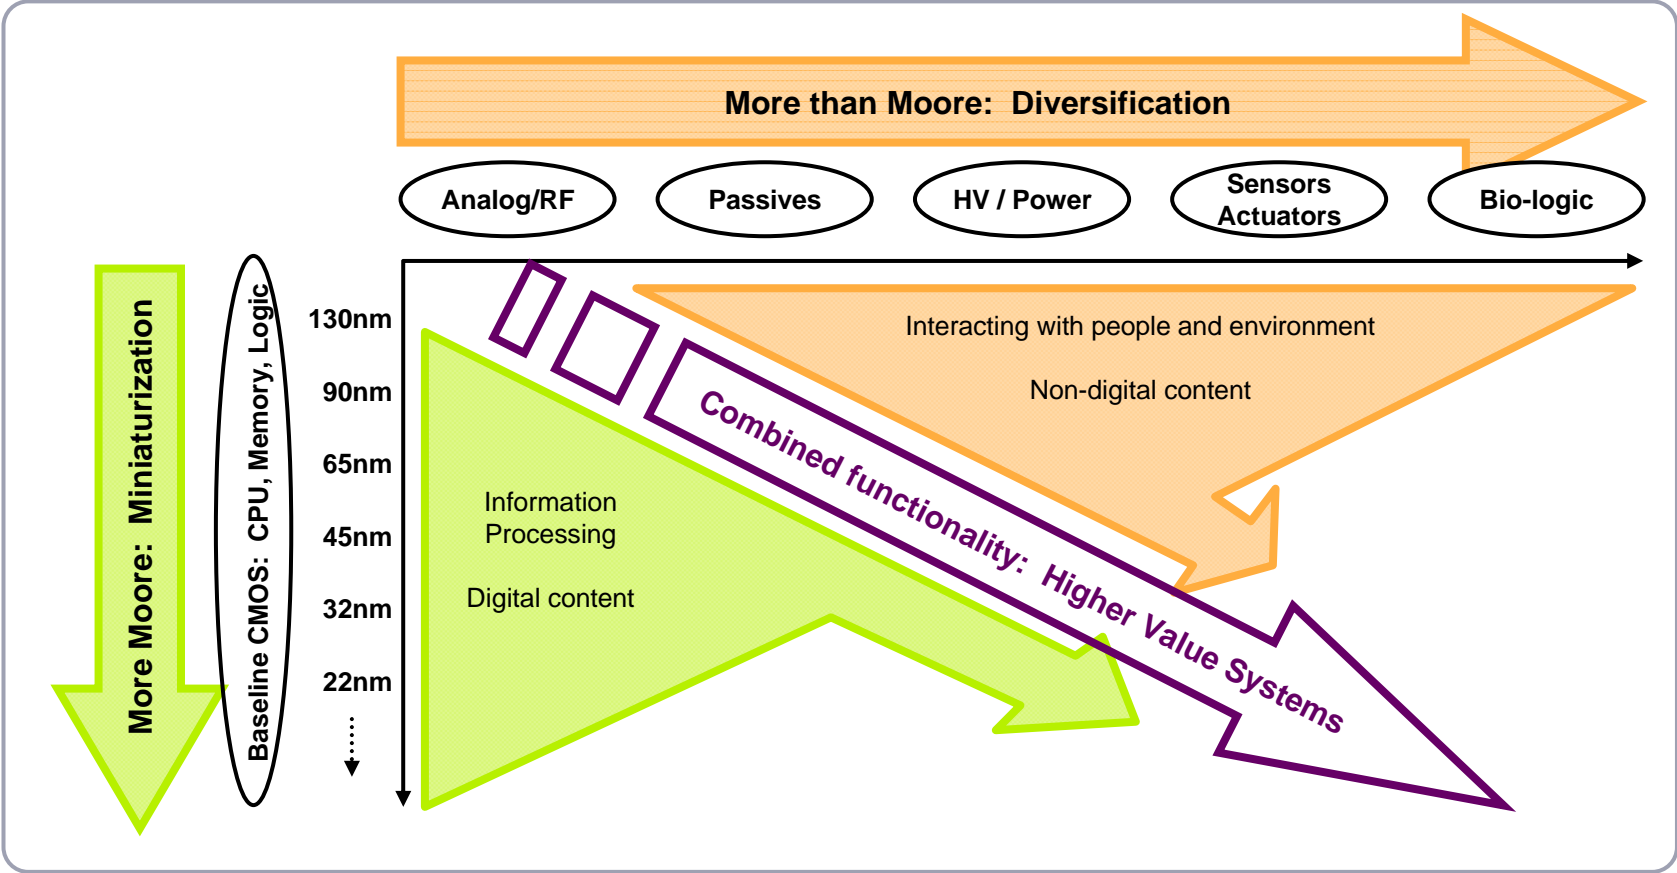 More than Moore: Diversification
Analog/RF
Passives
HV / Power
Sensors
Actuators
Bio-logic
More Moore: Miniaturization
Baseline CMOS: CPU, Memory, Logic
130nm
90nm
65nm
45nm
32nm
22nm
Interacting with people and environment
Non-digital content
Combined functionality: Higher Value Systems
Information
Processing
Digital content